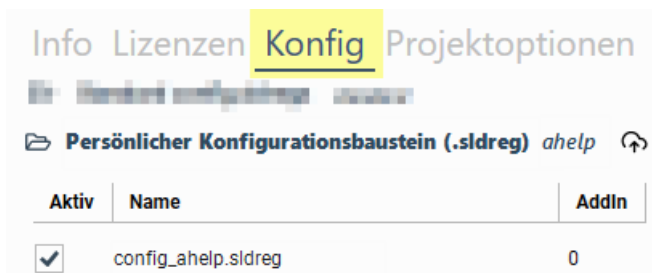 Info Lizenzen Konfig Projektoptionen
Persönlicher Konfigurationsbaustein (.sldreg) ahelp
Aktiv Name AddIn
config_ahelp.sldreg 0